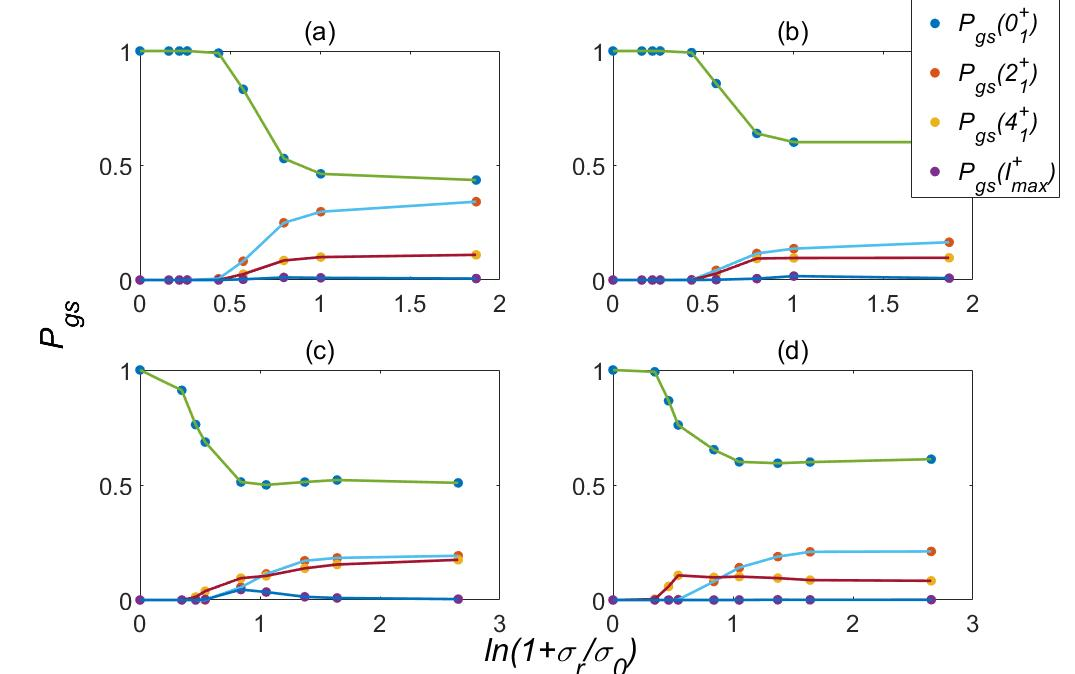 (a)
(b)
P_gs(0_1^+)
P_gs(2_1^+)
P_gs(4_1^+)
P_gs(I_max^+)
1
0.5
0
0 0.5 1 1.5 2
1
0.5
0
0 0.5 1 1.5 2
P_gs
(c)
(d)
1
0.5
0
0 1 2 3
1
0.5
0
0 1 2 3
ln(1+σ_r/σ_0)